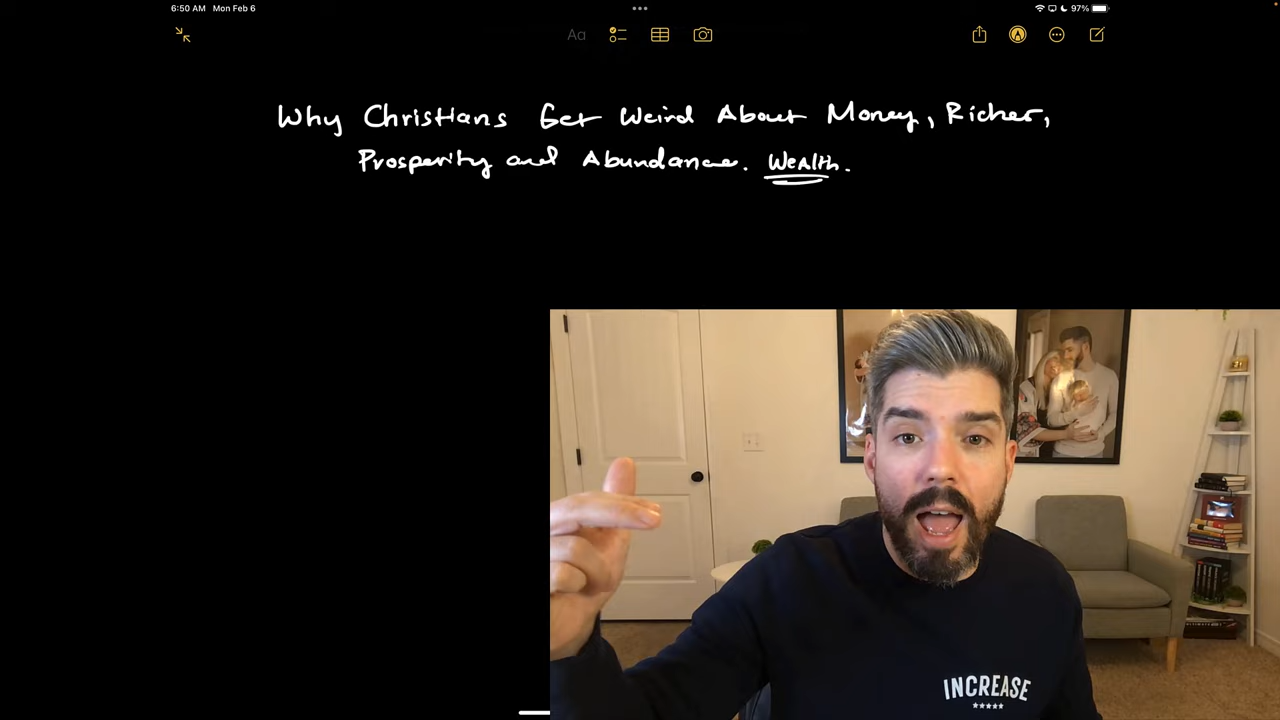 6:50 AM Mon Feb 6
97%
Aa
Why Christians Get Weird About Money, Riches,
Prosperity and Abundance. Wealth.
INCREASE